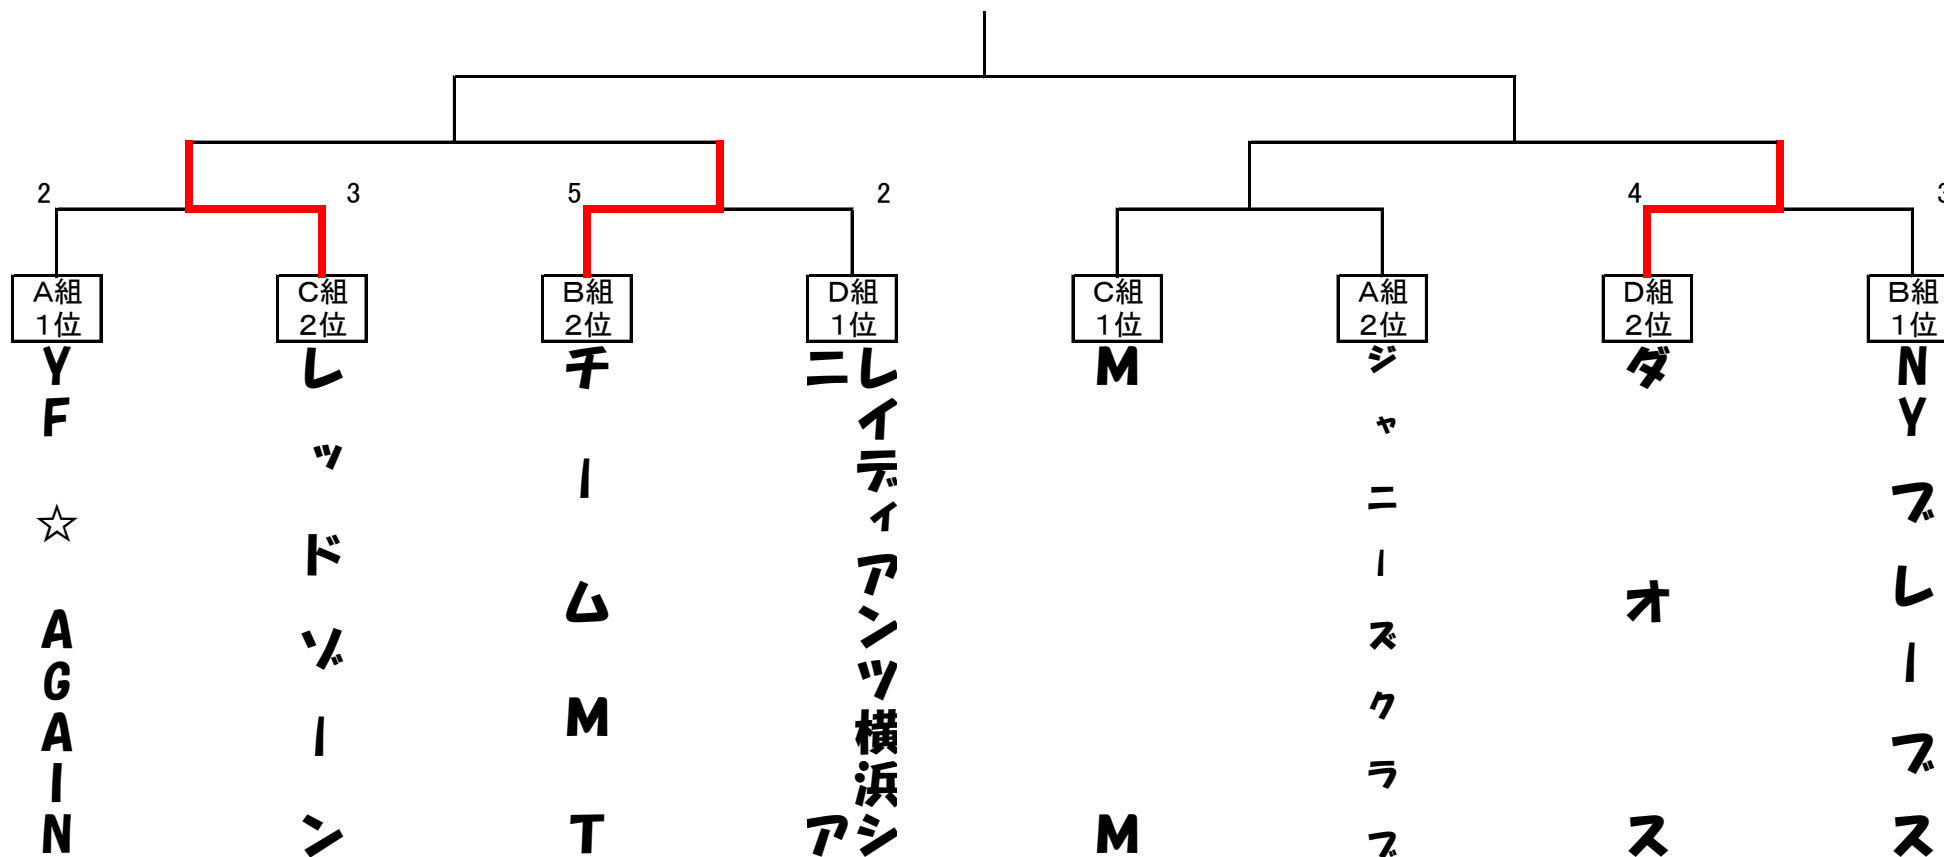 2 3 5 2 4 3
A組 1位
C組 2位
B組 2位
D組 1位
C組 1位
A組 2位
D組 2位
B組 1位
YF ☆ AGAIN
レッドゾーン
チームMT
レイディアンツ横浜シ
ニア
MM
ジャニーズクラブ
ダオス
NYブレーブス